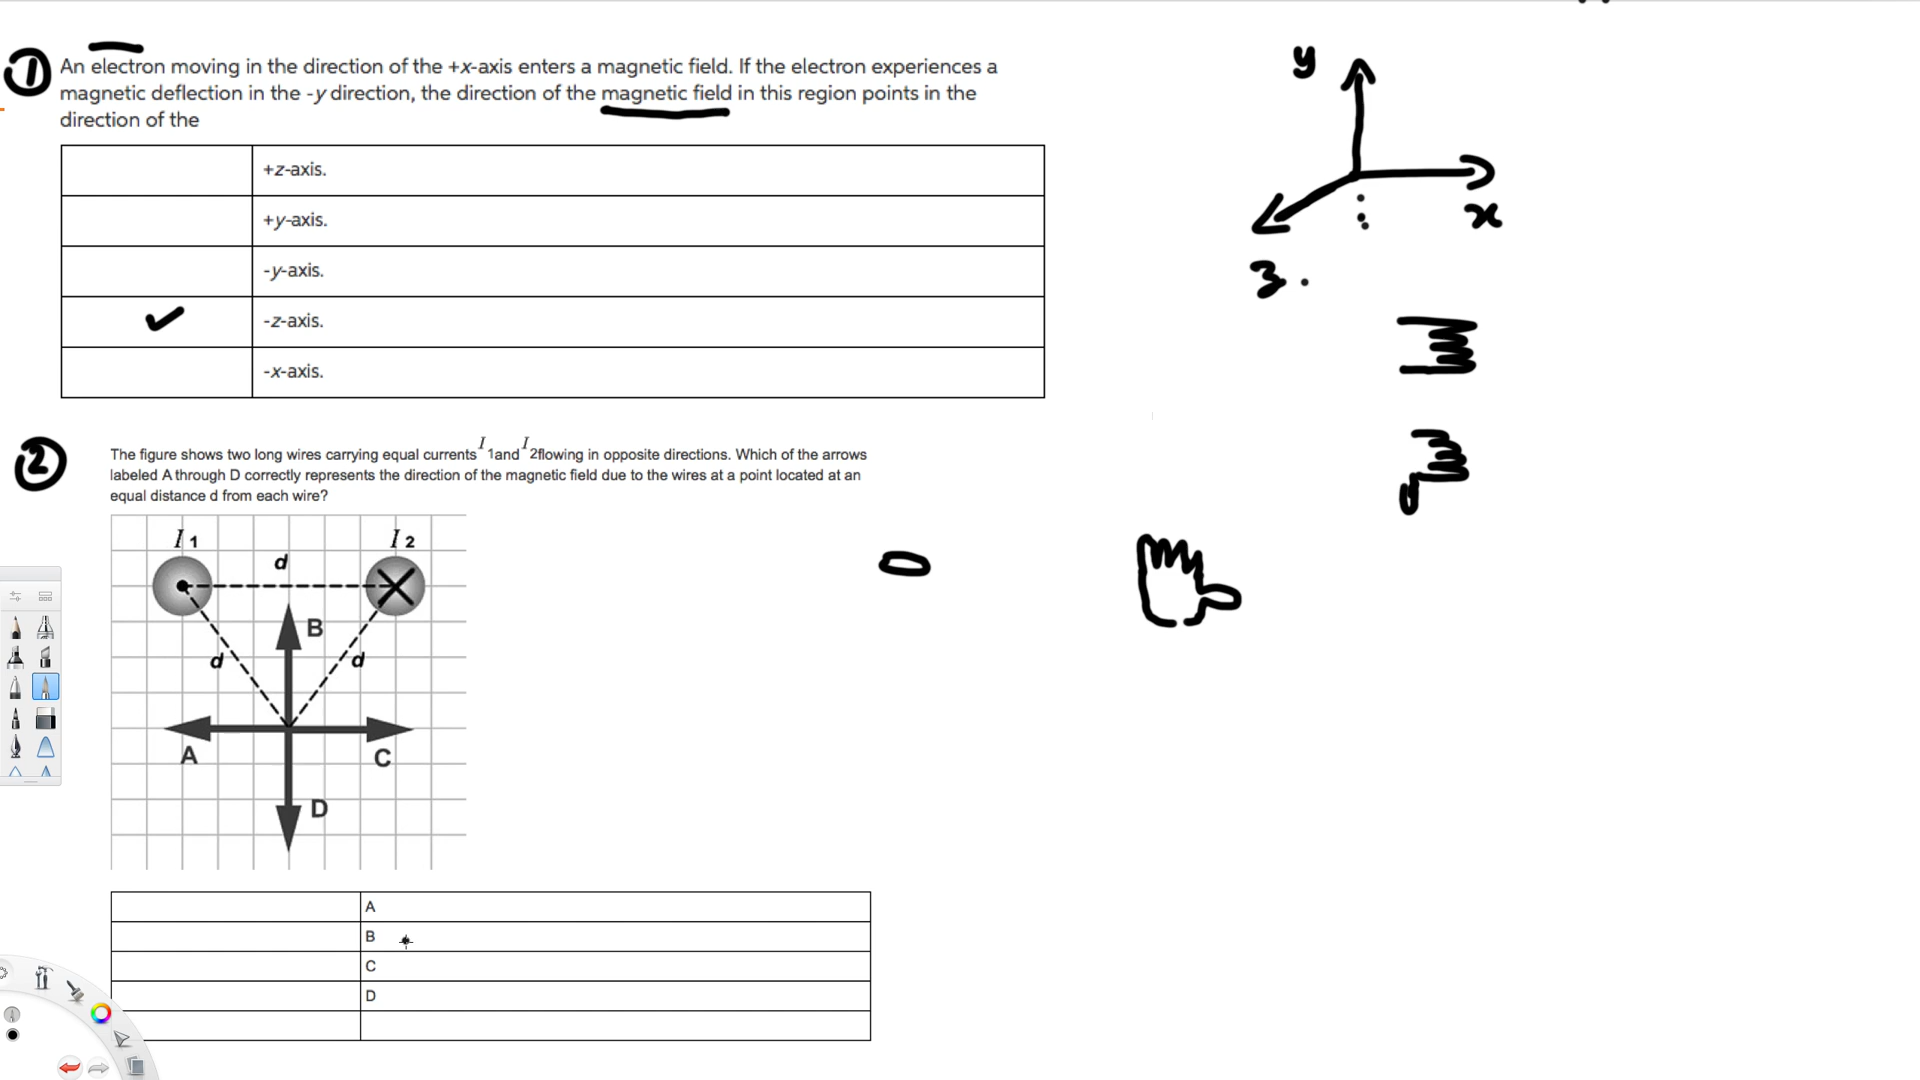 1 An electron moving in the direction of the +x-axis enters a magnetic field. If the electron experiences a
magnetic deflection in the -y direction, the direction of the magnetic field in this region points in the
direction of the
+z-axis.
+y-axis.
-y-axis.
-z-axis.
-x-axis.
y
x
z
2 The figure shows two long wires carrying equal currents I1and I2flowing in opposite directions. Which of the arrows
labeled A through D correctly represents the direction of the magnetic field due to the wires at a point located at an
equal distance d from each wire?
I 1
I 2
d
B
d
d
A
C
D
A
B
C
D